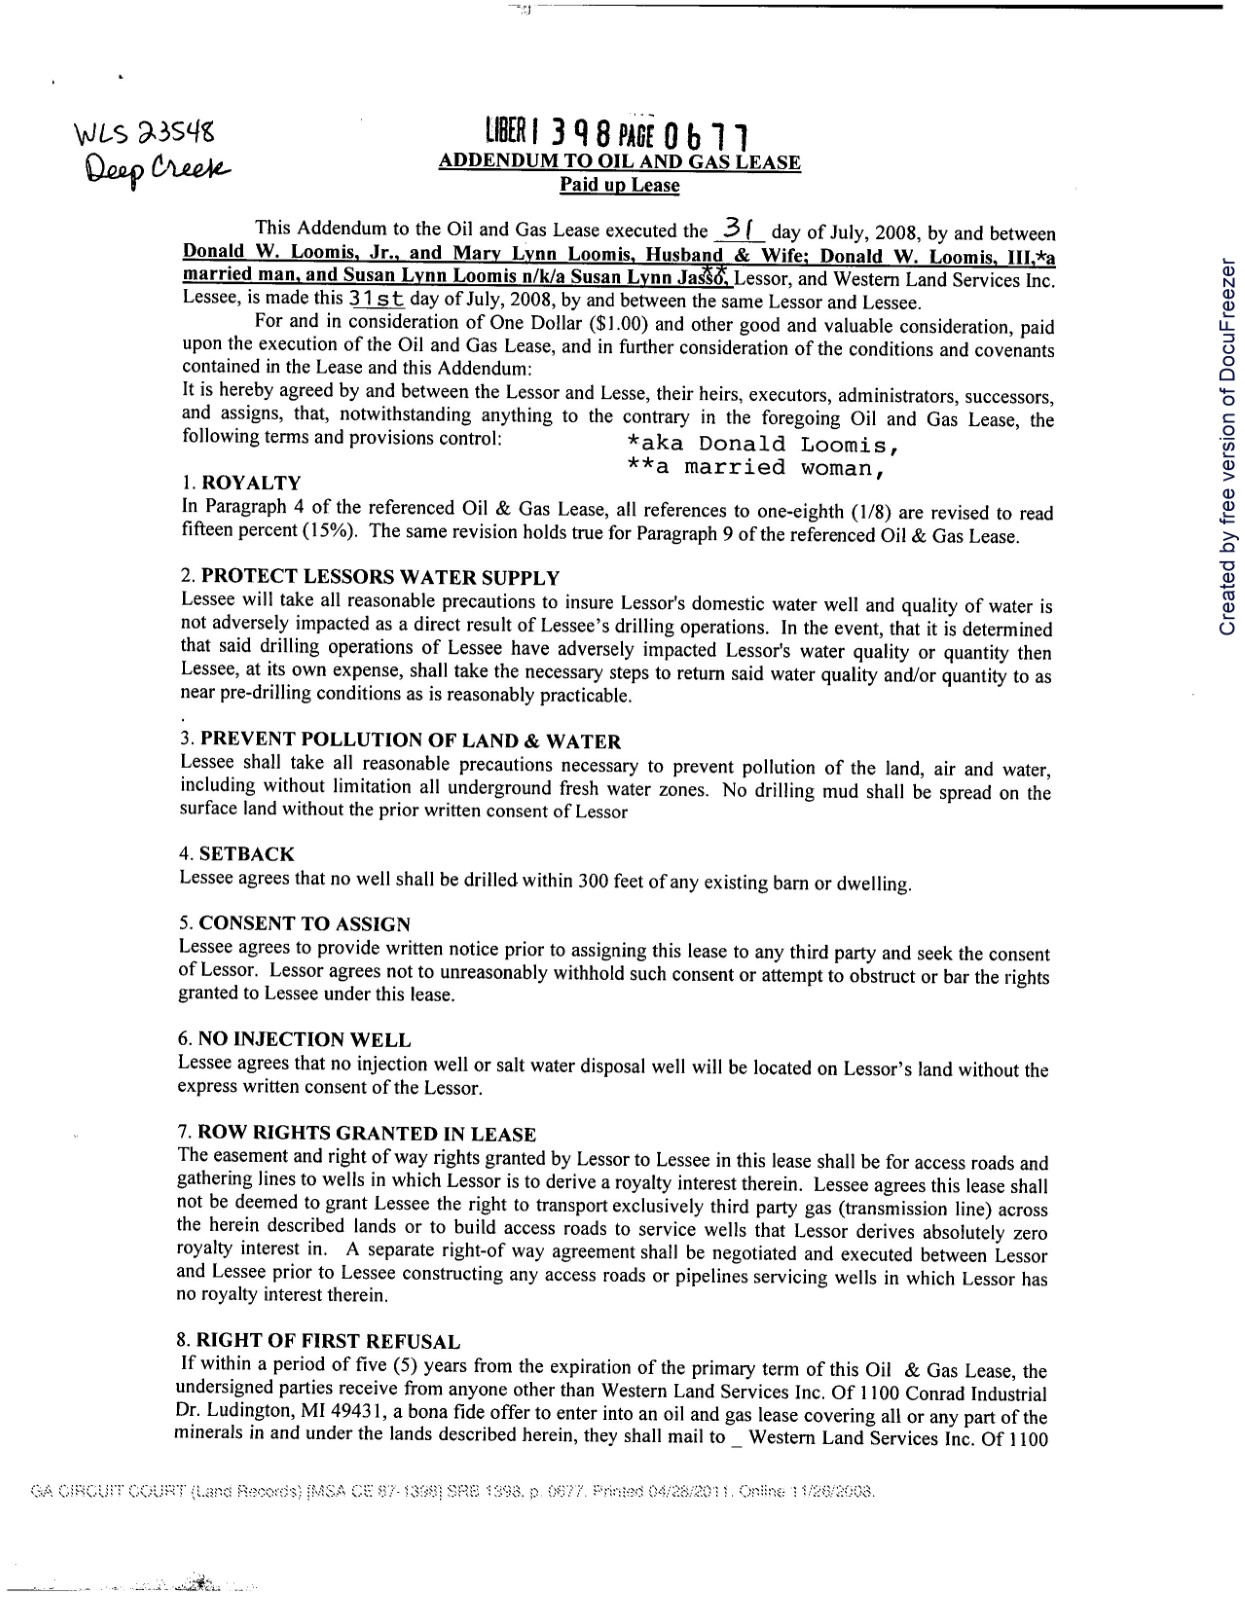 WLS 23548
Deep Creek
LIBER 1398 PAGE 0677
ADDENDUM TO OIL AND GAS LEASE
Paid up Lease
This Addendum to the Oil and Gas Lease executed the 31 day of July, 2008, by and between
Donald W. Loomis, Jr., and Mary Lynn Loomis, Husband & Wife; Donald W. Loomis, III,*a
married man, and Susan Lynn Loomis n/k/a Susan Lynn Jasso,** Lessor, and Western Land Services Inc.
Lessee, is made this 31st day of July, 2008, by and between the same Lessor and Lessee.
For and in consideration of One Dollar ($1.00) and other good and valuable consideration, paid
upon the execution of the Oil and Gas Lease, and in further consideration of the conditions and covenants
contained in the Lease and this Addendum:
It is hereby agreed by and between the Lessor and Lesse, their heirs, executors, administrators, successors,
and assigns, that, notwithstanding anything to the contrary in the foregoing Oil and Gas Lease, the
following terms and provisions control:
*aka Donald Loomis,
**a married woman,
1. ROYALTY
In Paragraph 4 of the referenced Oil & Gas Lease, all references to one-eighth (1/8) are revised to read
fifteen percent (15%). The same revision holds true for Paragraph 9 of the referenced Oil & Gas Lease.
2. PROTECT LESSORS WATER SUPPLY
Lessee will take all reasonable precautions to insure Lessor's domestic water well and quality of water is
not adversely impacted as a direct result of Lessee's drilling operations. In the event, that it is determined
that said drilling operations of Lessee have adversely impacted Lessor's water quality or quantity then
Lessee, at its own expense, shall take the necessary steps to return said water quality and/or quantity to as
near pre-drilling conditions as is reasonably practicable.
3. PREVENT POLLUTION OF LAND & WATER
Lessee shall take all reasonable precautions necessary to prevent pollution of the land, air and water,
including without limitation all underground fresh water zones. No drilling mud shall be spread on the
surface land without the prior written consent of Lessor
4. SETBACK
Lessee agrees that no well shall be drilled within 300 feet of any existing barn or dwelling.
5. CONSENT TO ASSIGN
Lessee agrees to provide written notice prior to assigning this lease to any third party and seek the consent
of Lessor. Lessor agrees not to unreasonably withhold such consent or attempt to obstruct or bar the rights
granted to Lessee under this lease.
6. NO INJECTION WELL
Lessee agrees that no injection well or salt water disposal well will be located on Lessor's land without the
express written consent of the Lessor.
7. ROW RIGHTS GRANTED IN LEASE
The easement and right of way rights granted by Lessor to Lessee in this lease shall be for access roads and
gathering lines to wells in which Lessor is to derive a royalty interest therein. Lessee agrees this lease shall
not be deemed to grant Lessee the right to transport exclusively third party gas (transmission line) across
the herein described lands or to build access roads to service wells that Lessor derives absolutely zero
royalty interest in. A separate right-of way agreement shall be negotiated and executed between Lessor
and Lessee prior to Lessee constructing any access roads or pipelines servicing wells in which Lessor has
no royalty interest therein.
8. RIGHT OF FIRST REFUSAL
If within a period of five (5) years from the expiration of the primary term of this Oil & Gas Lease, the
undersigned parties receive from anyone other than Western Land Services Inc. Of 1100 Conrad Industrial
Dr. Ludington, MI 49431, a bona fide offer to enter into an oil and gas lease covering all or any part of the
minerals in and under the lands described herein, they shall mail to _ Western Land Services Inc. Of 1100
GA CIRCUIT COURT (Land Records) [MSA CE 87-1398] SRB 1398, p. 0677. Printed 04/28/2011. Online 11/26/2008.
Created by free version of DocuFreezer